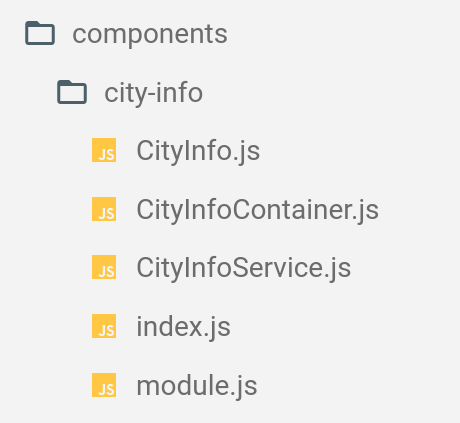 components
city-info
JS CityInfo.js
JS CityInfoContainer.js
JS CityInfoService.js
JS index.js
JS module.js